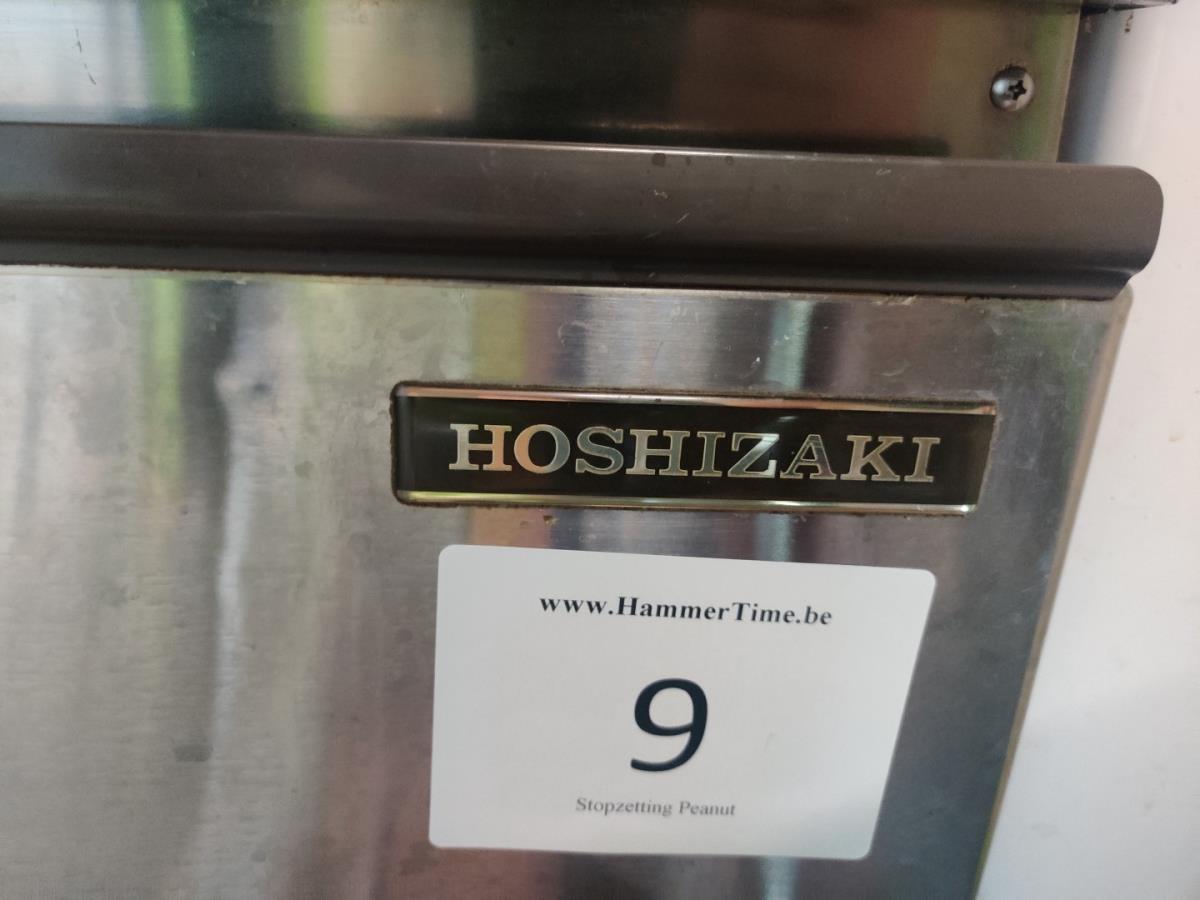 HOSHIZAKI
www.HammerTime.be
9
Stopzetting Peanut